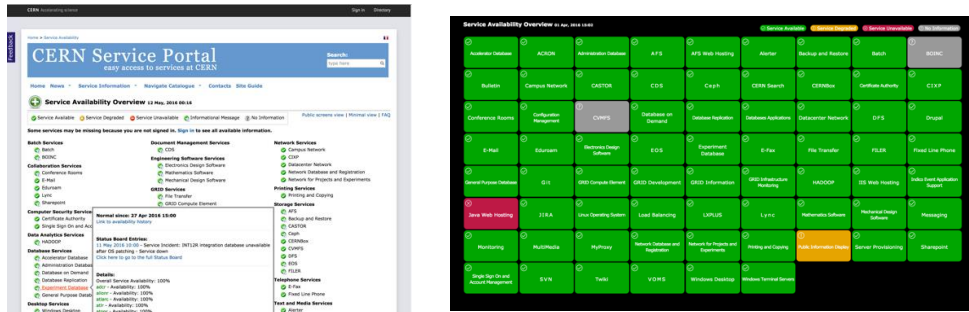 CERN Accelerating science
Sign in Directory
Feedback
Home » Service Availability
CERN Service Portal
easy access to services at CERN
Search:
type here
Home News Service Information Navigate Catalogue Contacts Site Guide
Service Availability Overview 12 May, 2016 00:16
Service Available Service Degraded Service Unavailable Informational Message No Information
Public screens view | Minimal view | FAQ
Some services may be missing because you are not signed in. Sign in to see all available information.
Batch Services
Batch
BOINC
Collaboration Services
Conference Rooms
E-Mail
Eduroam
Lync
Sharepoint
Computer Security Service
Certificate Authority
Single Sign On and Acc
Data Analytics Services
HADOOP
Database Services
Accelerator Database
Administration Databas
Database on Demand
Database Replication
Experiment Database
General Purpose Datab
Desktop Services
Windows Desktop
Document Management Services
CDS
Engineering Software Services
Electronics Design Software
Mathematics Software
Mechanical Design Software
GRID Services
File Transfer
GRID Compute Element
Network Services
Campus Network
CIXP
Datacenter Network
Network Database and Registration
Network for Projects and Experiments
Printing Services
Printing and Copying
Storage Services
AFS
Backup and Restore
CASTOR
Ceph
CERNBox
CVMFS
DFS
EOS
FILER
Telephone Services
E-Fax
Fixed Line Phone
Text and Media Services
Alerter
Normal since: 27 Apr 2016 15:00
Link to availability history
Status Board Entries:
11 May 2016 10:00 - Service Incident: INT12R integration database unavailable
after OS patching - Service down
Click here to go to the full Status Board
Details:
Overall Service Availability: 100%
- Availability: 100%
- Availability: 100%
- Availability: 100%
- Availability: 100%
Service Availability Overview 01 Apr, 2016 15:03
Service Available Service Degraded Service Unavailable No Information
Accelerator Database ACRON Administration Database AFS AFS Web Hosting Alerter Backup and Restore Batch BOINC
Bulletin Campus Network CASTOR CDS Ceph CERN Search CERNBox Certificate Authority CIXP
Conference Rooms Configuration Management CVMFS Database on Demand Database Replication Databases Applications Datacenter Network DFS Drupal
E-Mail Eduroam Electronics Design Software EOS Experiment Database E-Fax File Transfer FILER Fixed Line Phone
General Purpose Database Git GRID Compute Element GRID Development GRID Information GRID Infrastructure Monitoring HADOOP IIS Web Hosting Indico Event Application Support
Java Web Hosting JIRA Linux Operating System Load Balancing LXPLUS Lync Mathematics Software Mechanical Design Software Messaging
Monitoring MultiMedia MyProxy Network Database and Registration Network for Projects and Experiments Printing and Copying Public Information Display Server Provisioning Sharepoint
Single Sign On and Account Management SVN Twiki VOMS Windows Desktop Windows Terminal Servers